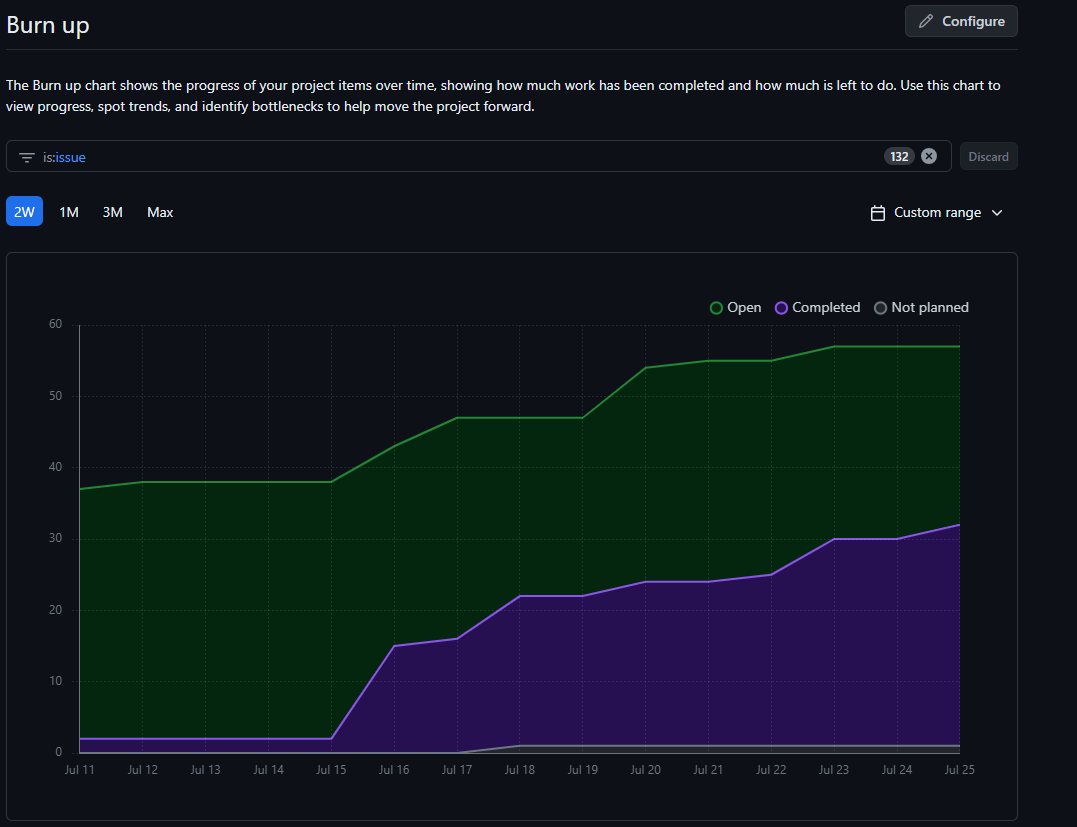 Burn up
Configure
The Burn up chart shows the progress of your project items over time, showing how much work has been completed and how much is left to do. Use this chart to
view progress, spot trends, and identify bottlenecks to help move the project forward.
is:issue
132
Discard
2W 1M 3M Max
Custom range
Open Completed Not planned
60
50
40
30
20
10
0
Jul 11 Jul 12 Jul 13 Jul 14 Jul 15 Jul 16 Jul 17 Jul 18 Jul 19 Jul 20 Jul 21 Jul 22 Jul 23 Jul 24 Jul 25